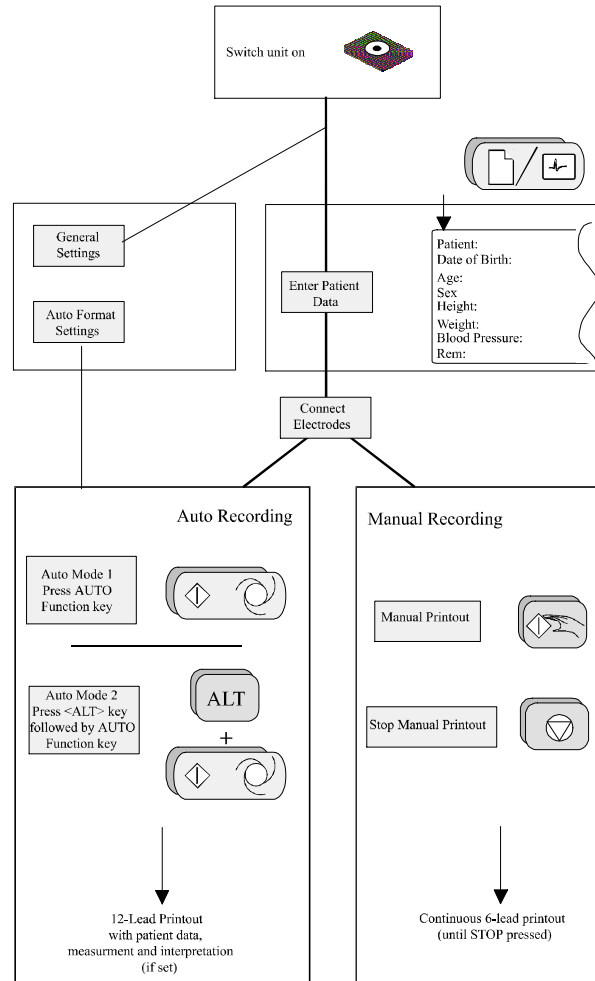 Switch unit on
General
Settings
Auto Format
Settings
Enter Patient
Data
Patient:
Date of Birth:
Age:
Sex
Height:
Weight:
Blood Pressure:
Rem:
Connect
Electrodes
Auto Recording
Auto Mode 1
Press AUTO
Function key
Auto Mode 2
Press <ALT> key
followed by AUTO
Function key
ALT
+
12-Lead Printout
with patient data,
measurment and interpretation
(if set)
Manual Recording
Manual Printout
Stop Manual Printout
Continuous 6-lead printout
(until STOP pressed)